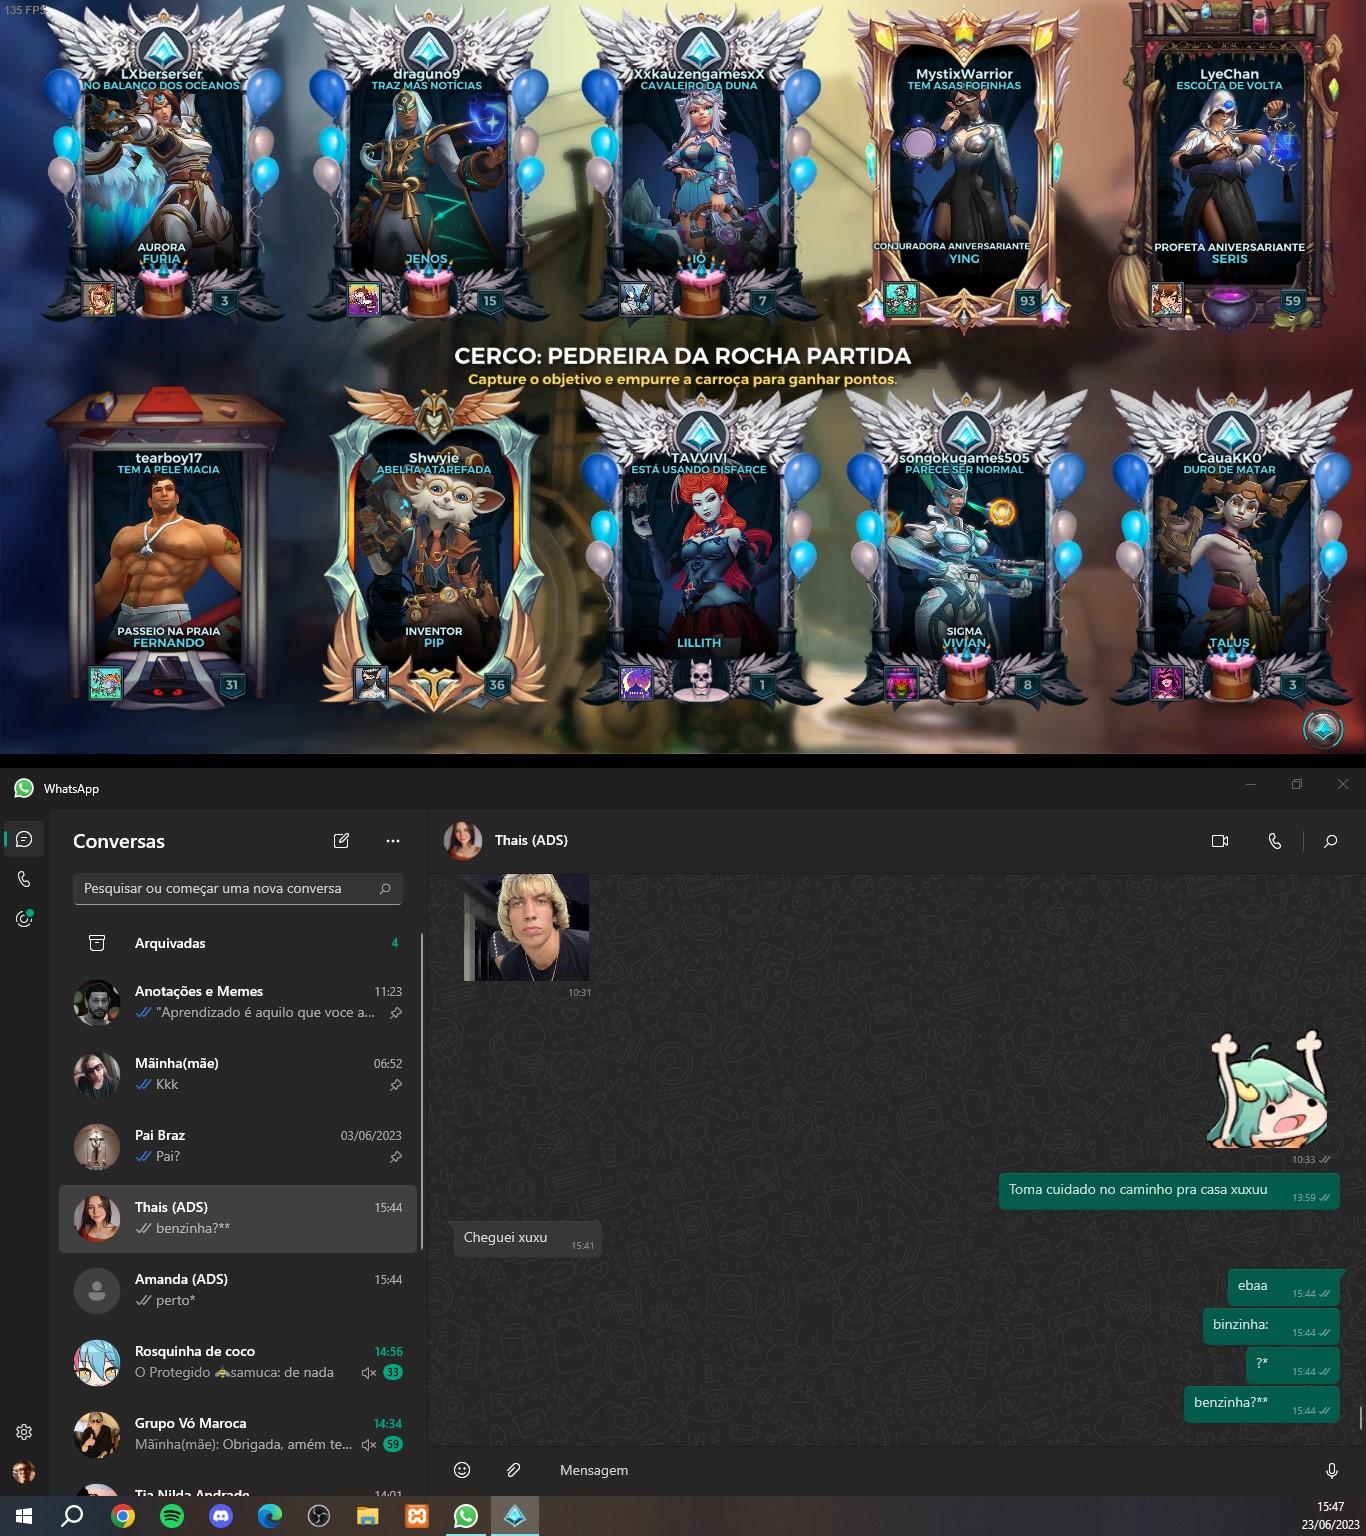 135 FPS
LXberserser
NO BALANÇO DOS OCEANOS
AURORA
FURIA
3
draguno9
TRAZ MÁS NOTÍCIAS
JENOS
15
XxkauzengamesxX
CAVALEIRO DA DUNA
IO
7
MystixWarrior
TEM ASAS FOFINHAS
CONJURADORA ANIVERSARIANTE
YING
93
LyeChan
ESCOLTA DE VOLTA
PROFETA ANIVERSARIANTE
SERIS
59
CERCO: PEDREIRA DA ROCHA PARTIDA
Capture o objetivo e empurre a carroça para ganhar pontos.
tearboy17
TEM A PELE MACIA
PASSEIO NA PRAIA
FERNANDO
31
Shwyie
ABELHA ATAREFADA
INVENTOR
PIP
36
TAVVIVI
ESTÁ USANDO DISFARCE
LILLITH
1
songokugames505
PARECE SER NORMAL
SIGMA
VIVIAN
8
CauaKK0
DURO DE MATAR
TALUS
3
WhatsApp
Conversas
Pesquisar ou começar uma nova conversa
Arquivadas 4
Anotações e Memes 11:23
"Aprendizado é aquilo que voce a...
Mãinha(mãe) 06:52
Kkk
Pai Braz 03/06/2023
Pai?
Thais (ADS) 15:44
benzinha?**
Amanda (ADS) 15:44
perto*
Rosquinha de coco 14:56
O Protegido samuca: de nada 33
Grupo Vó Maroca 14:34
Mãinha(mãe): Obrigada, amém te... 59
Tia Nilda Andrade 14:01
Thais (ADS)
10:31
10:33
Toma cuidado no caminho pra casa xuxuu 13:59
Cheguei xuxu 15:41
ebaa 15:44
binzinha: 15:44
?* 15:44
benzinha?** 15:44
Mensagem
15:47
23/06/2023